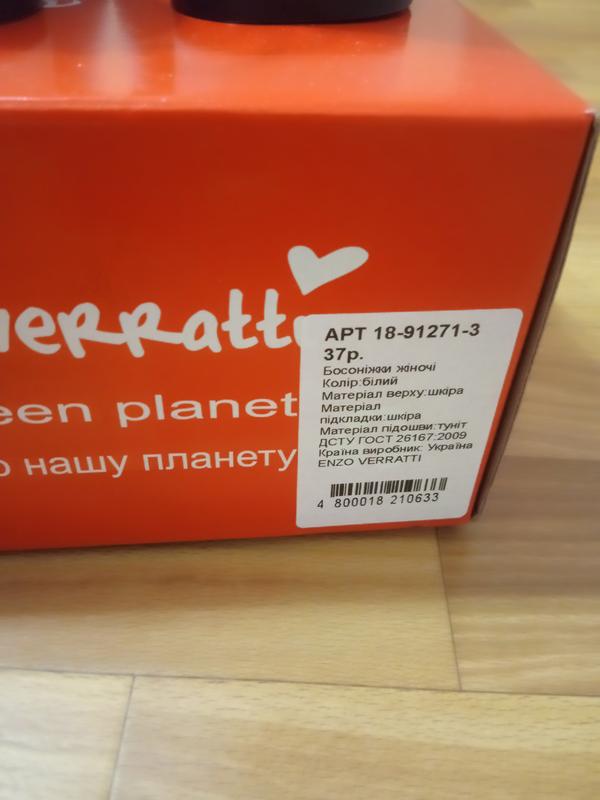 verratti
een planet
о нашу планету
АРТ 18-91271-3
37р.
Босоніжки жіночі
Колір:білий
Матеріал верху:шкіра
Матеріал
підкладки:шкіра
Матеріал підошви:туніт
ДСТУ ГОСТ 26167:2009
Країна виробник: Україна
ENZO VERRATTI
4 800018 210633